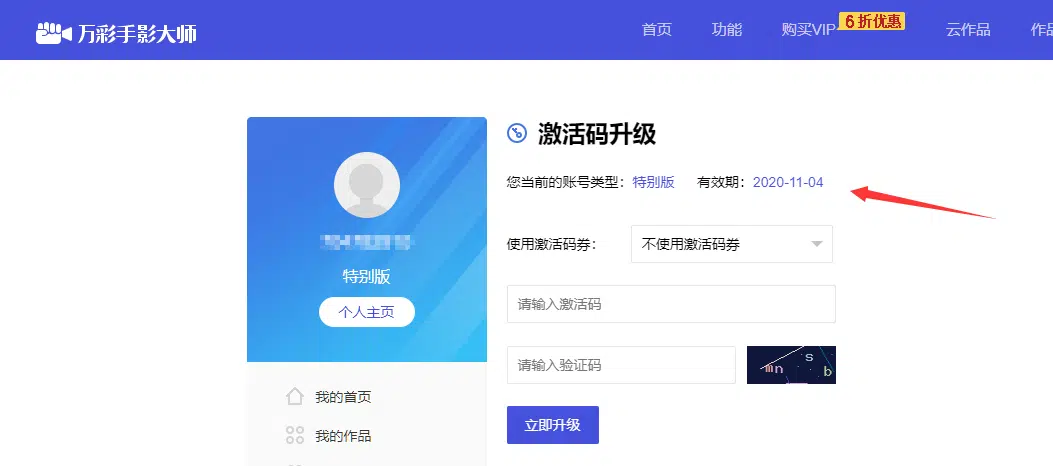 万彩手影大师
首页 功能 购买VIP 6折优惠 云作品 作品
激活码升级
您当前的账号类型：特别版 有效期：2020-11-04
特别版
个人主页
使用激活码券： 不使用激活码券
请输入激活码
请输入验证码
立即升级
我的首页
我的作品